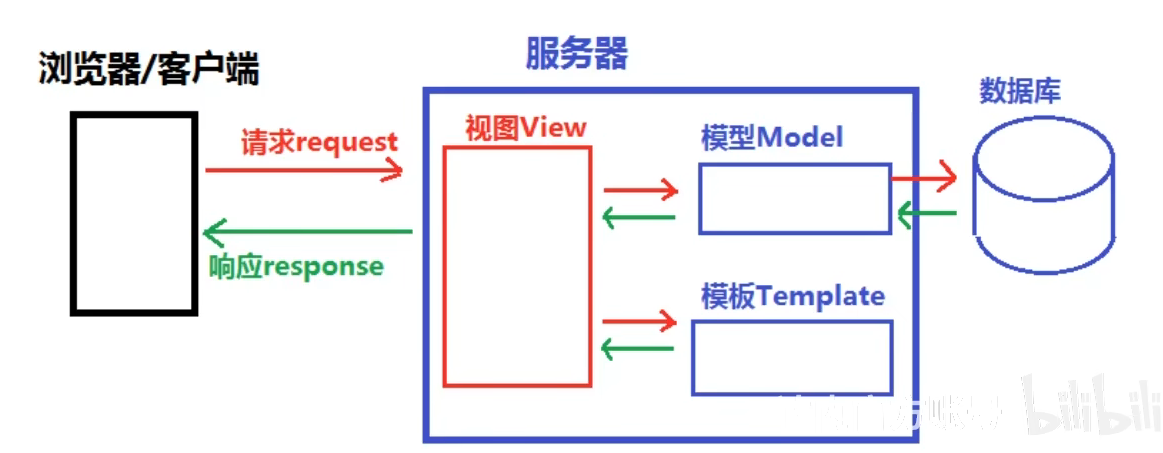 浏览器/客户端
服务器
数据库
请求request
视图View
模型Model
响应response
模板Template
bilibili